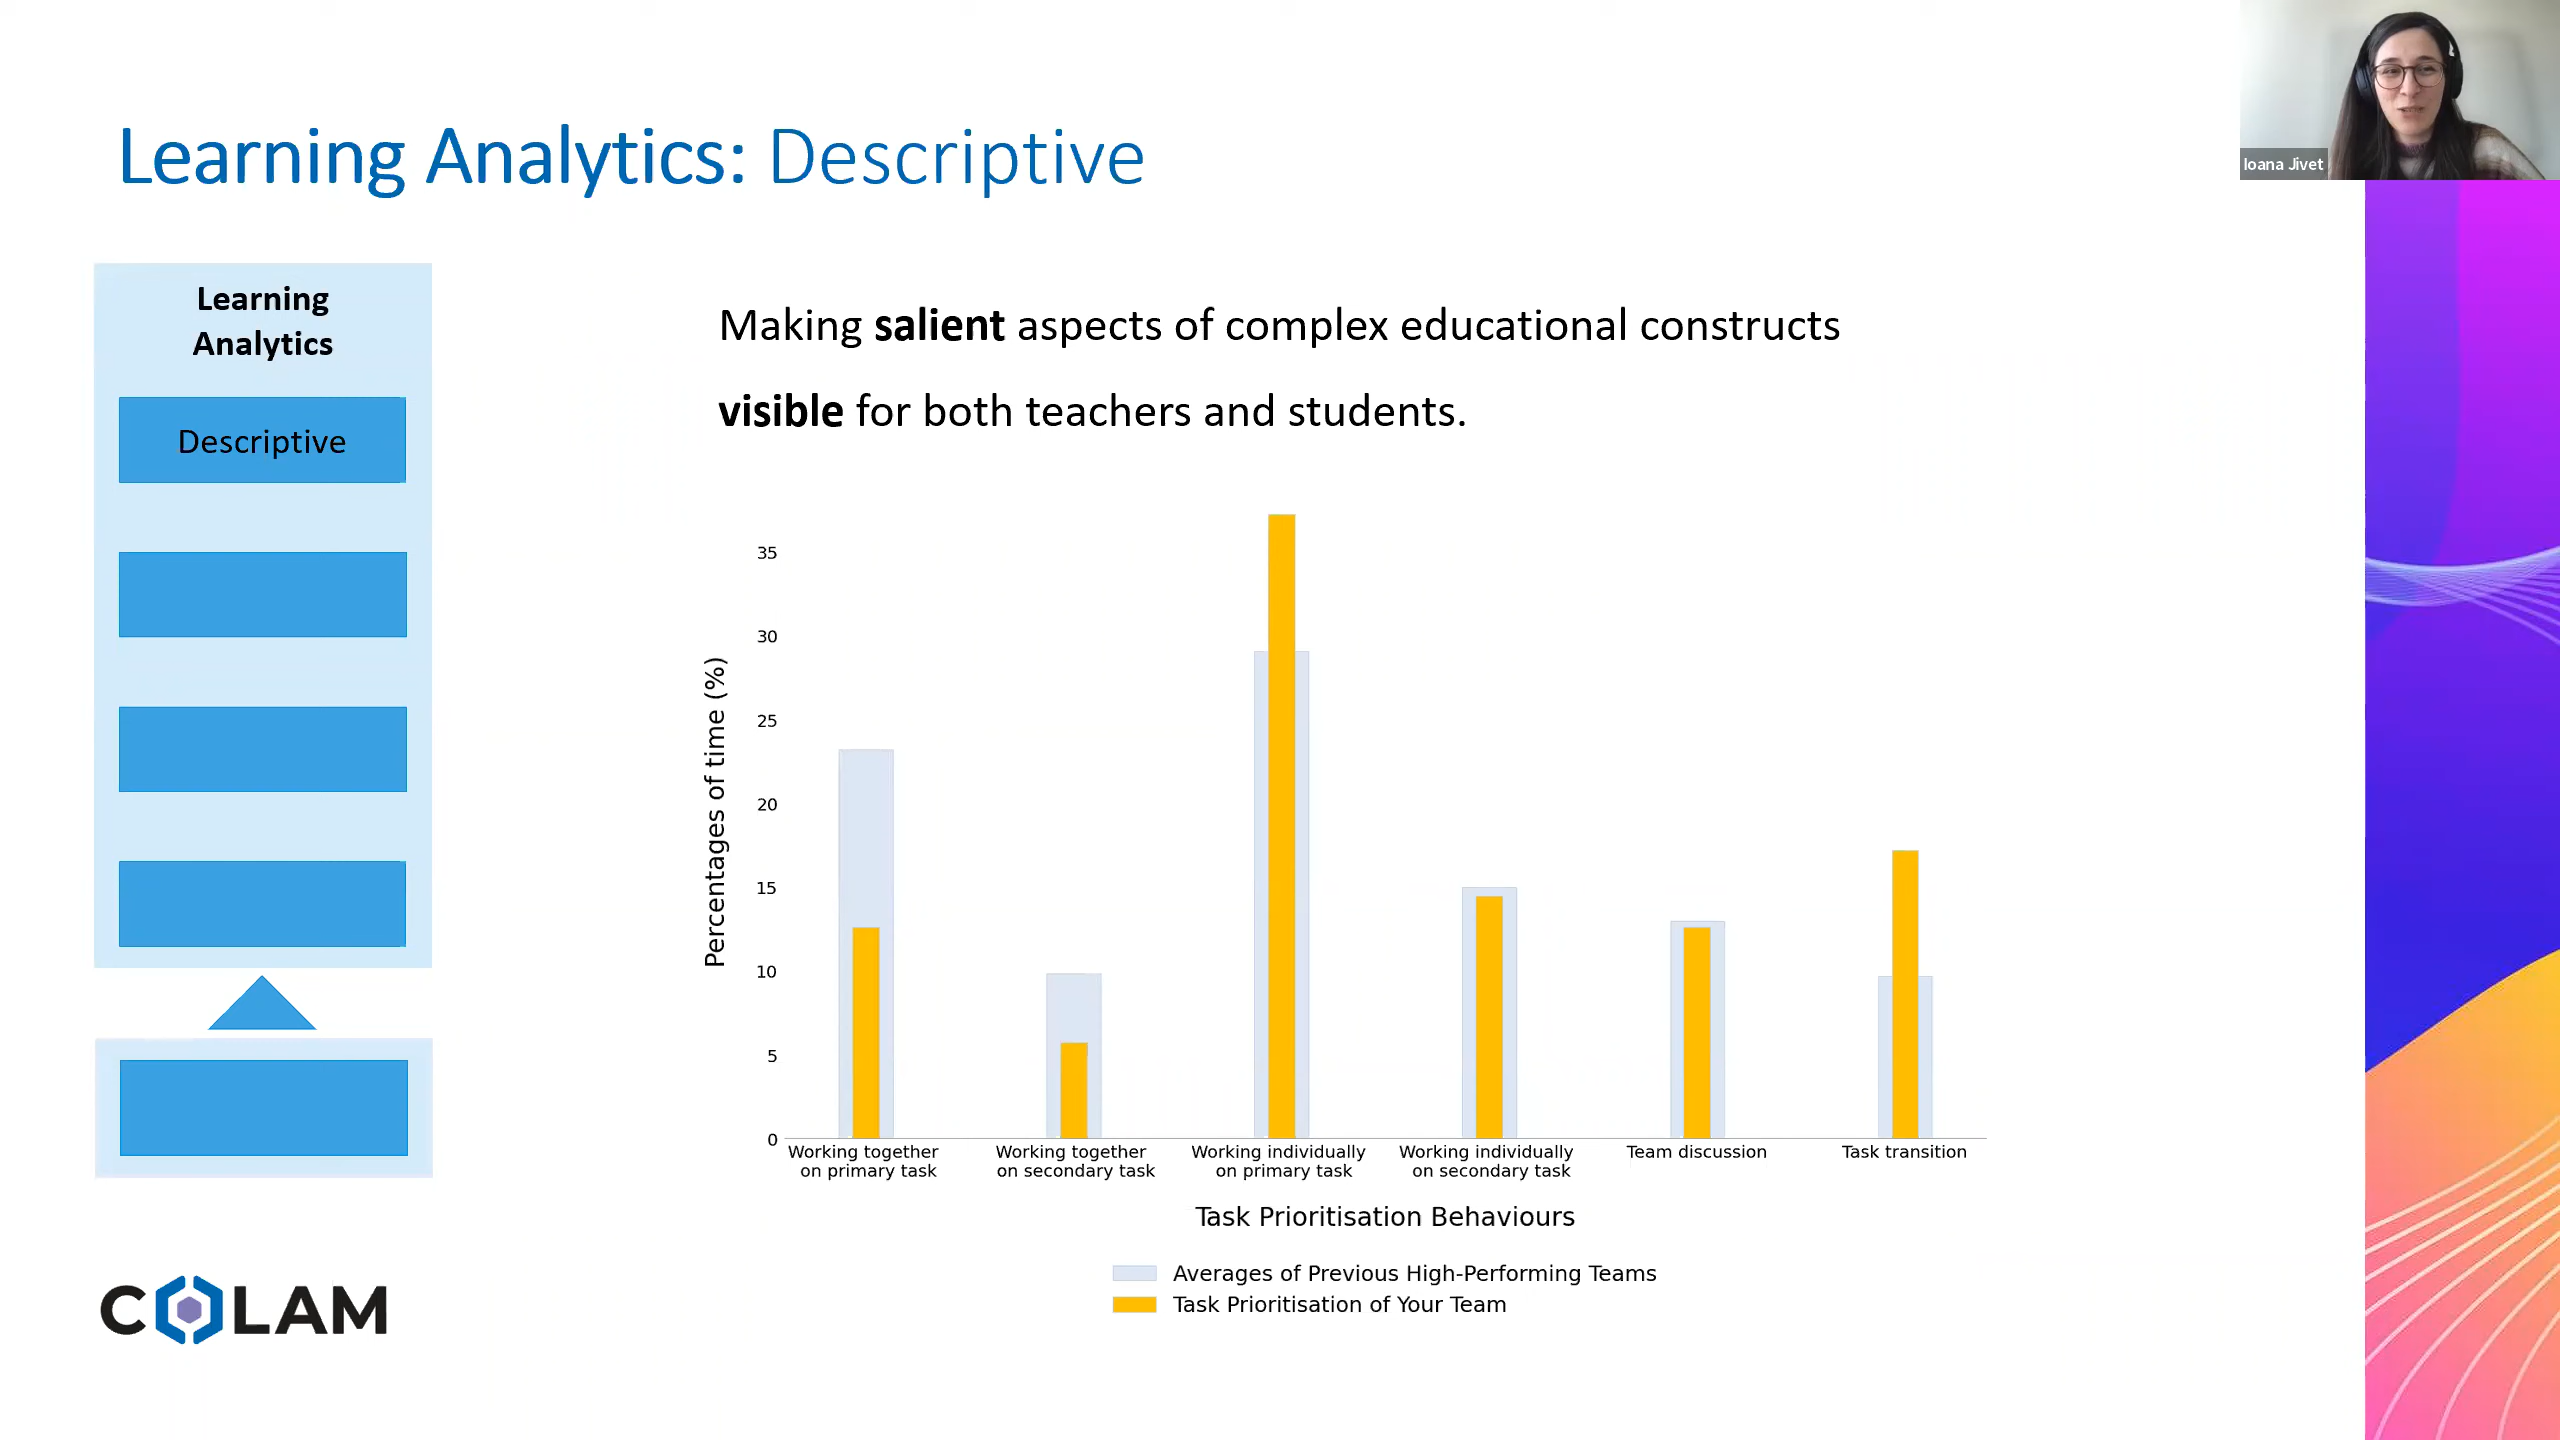 Ioana Jivet
Learning Analytics: Descriptive
Learning
Analytics
Descriptive
Making salient aspects of complex educational constructs
visible for both teachers and students.
Percentages of time (%)
35
30
25
20
15
10
5
0
Working together
on primary task
Working together
on secondary task
Working individually
on primary task
Working individually
on secondary task
Team discussion
Task transition
Task Prioritisation Behaviours
Averages of Previous High-Performing Teams
Task Prioritisation of Your Team
COLAM